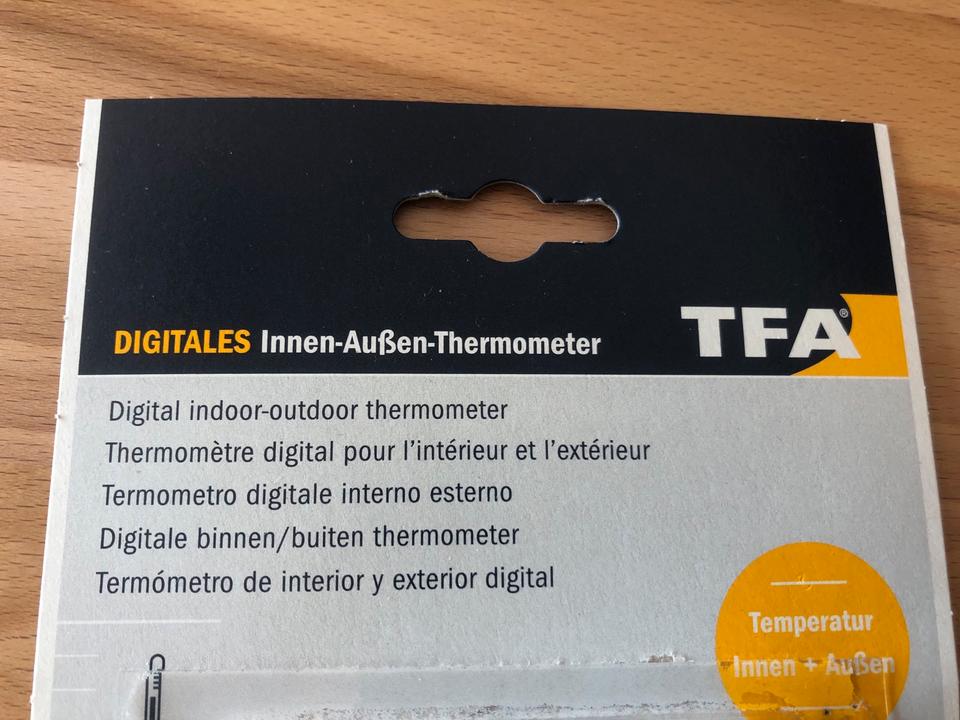 DIGITALES Innen-Außen-Thermometer
TFA®
Digital indoor-outdoor thermometer
Thermomètre digital pour l'intérieur et l'extérieur
Termometro digitale interno esterno
Digitale binnen/buiten thermometer
Termómetro de interior y exterior digital
Temperatur
Innen + Außen